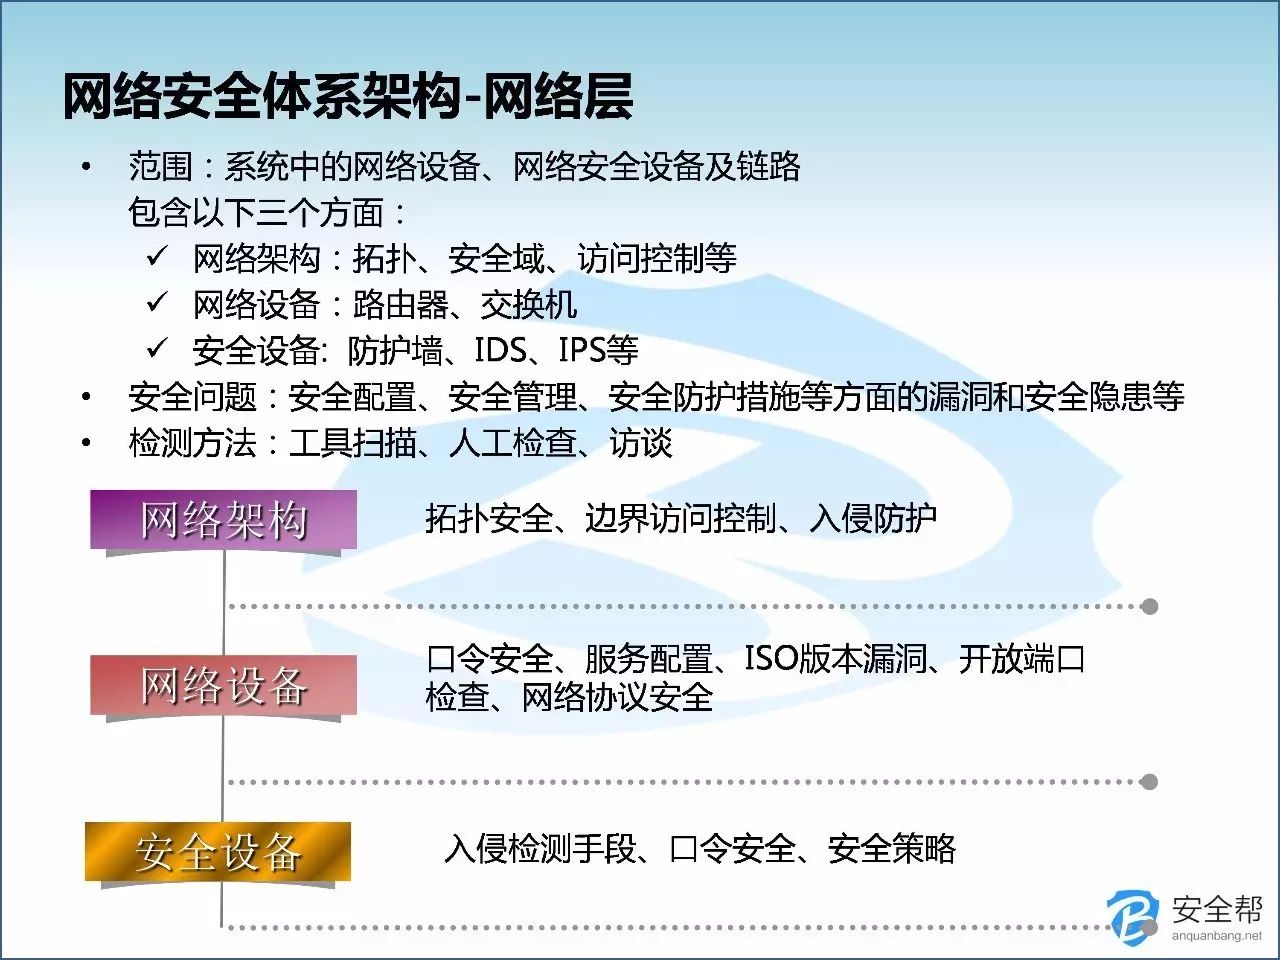 网络安全体系架构-网络层
• 范围：系统中的网络设备、网络安全设备及链路
包含以下三个方面：
✓ 网络架构：拓扑、安全域、访问控制等
✓ 网络设备：路由器、交换机
✓ 安全设备: 防护墙、IDS、IPS等
• 安全问题：安全配置、安全管理、安全防护措施等方面的漏洞和安全隐患等
• 检测方法：工具扫描、人工检查、访谈
网络架构
拓扑安全、边界访问控制、入侵防护
网络设备
口令安全、服务配置、ISO版本漏洞、开放端口
检查、网络协议安全
安全设备
入侵检测手段、口令安全、安全策略
安全帮
anquanbang.net